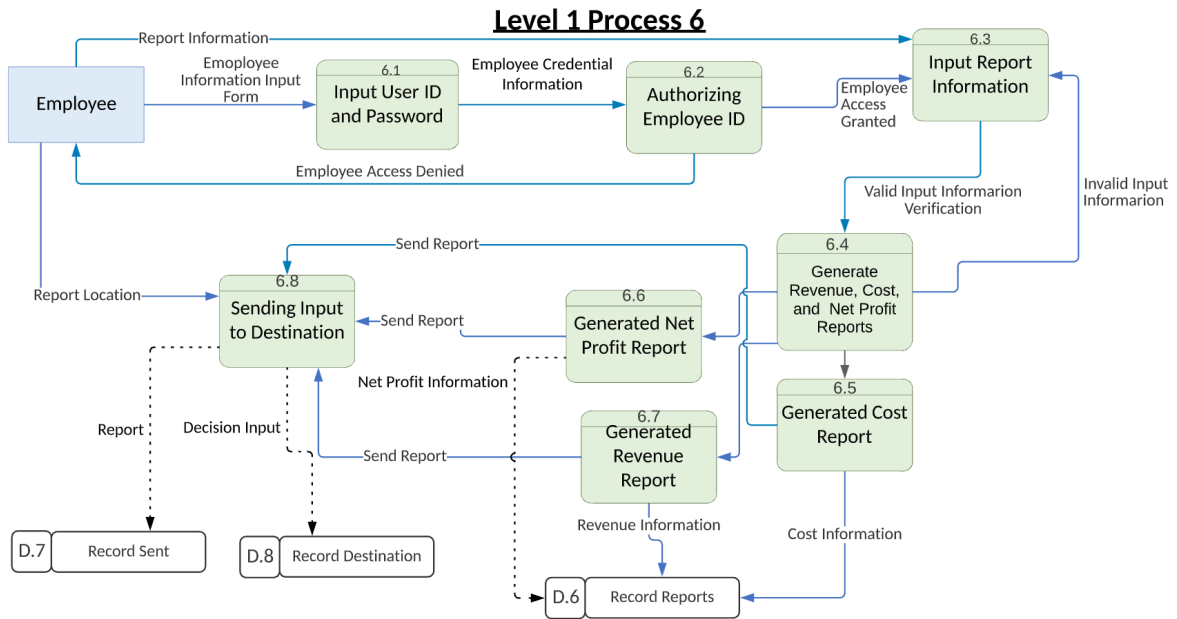 Level 1 Process 6
Report Information
Emoployee
Information Input
Form
Employee
6.1
Input User ID
and Password
Employee Credential
Information
6.2
Authorizing
Employee ID
Employee
Access
Granted
6.3
Input Report
Information
Employee Access Denied
Valid Input Informarion
Verification
Invalid Input
Informarion
Send Report
6.4
Generate
Revenue, Cost,
and Net Profit
Reports
Report Location
6.8
Sending Input
to Destination
Send Report
6.6
Generated Net
Profit Report
Net Profit Information
6.5
Generated Cost
Report
Report
Decision Input
Send Report
6.7
Generated
Revenue
Report
Revenue Information
Cost Information
D.7
Record Sent
D.8
Record Destination
D.6
Record Reports